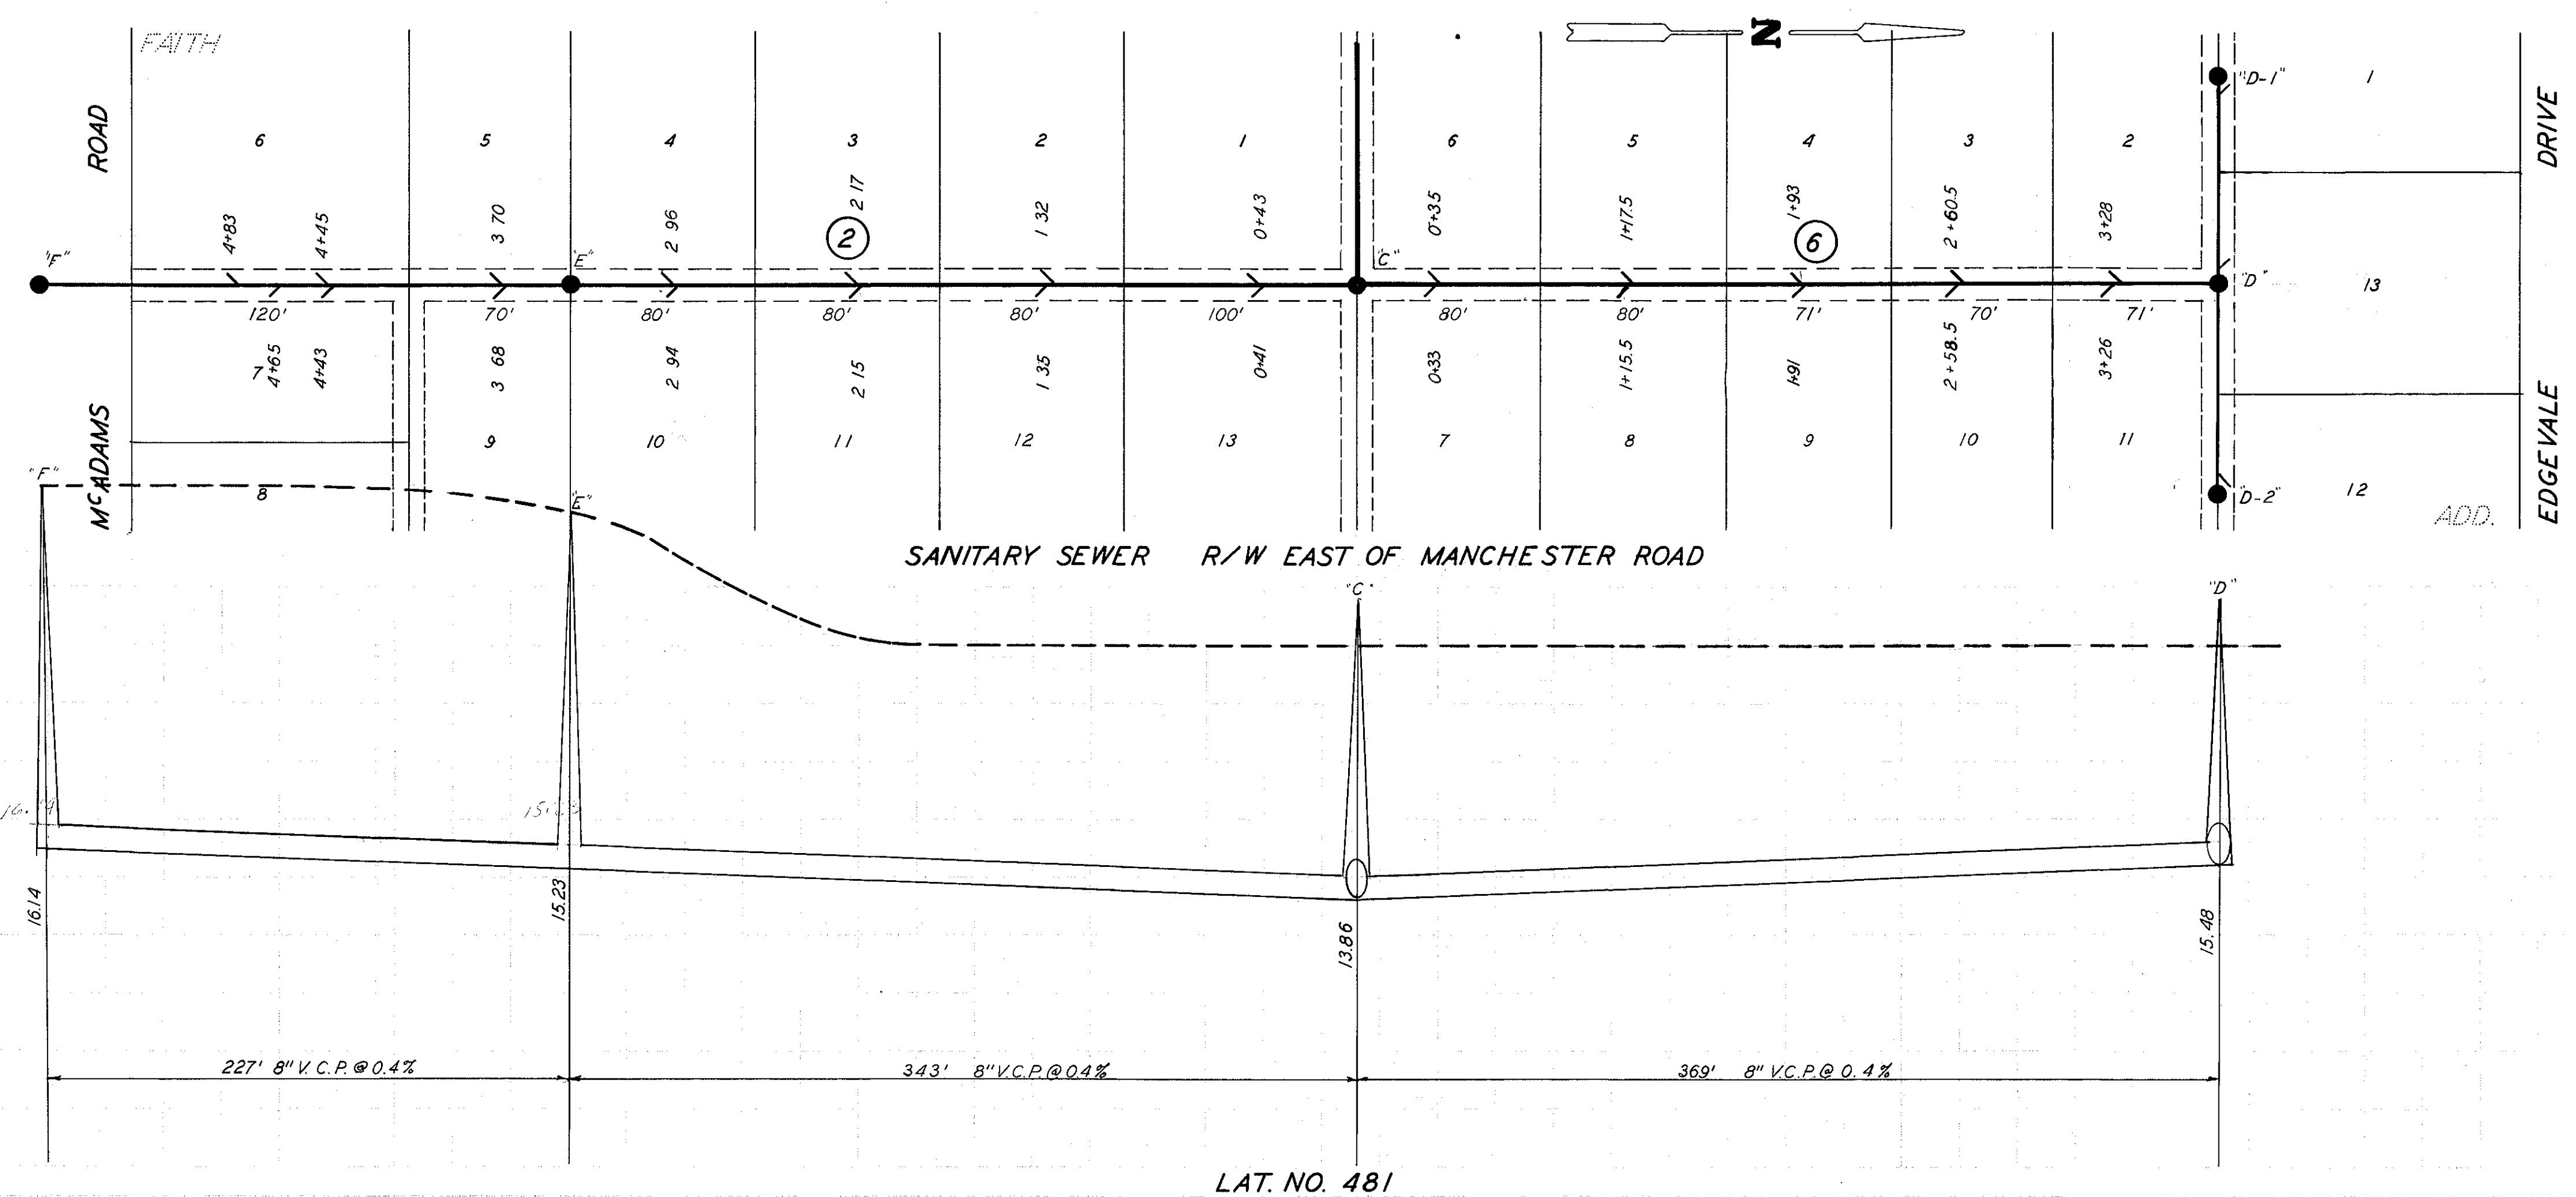 FAITH
N
ROAD
DRIVE
6 5 4 3 2 1 6 5 4 3 2
"D-1" 1
4+83 4+45 3 70 2 96 2 17 1 32 0+43 0+35 1+17.5 1+93 2+60.5 3+28
2 6
"F" "E" "C" "D" 13
120' 70' 80' 80' 80' 100' 80' 80' 71' 70' 71'
7 4+65 4+43 3 68 2 94 2 15 1 35 0+41 0+33 1+15.5 1+91 2+58.5 3+26
9 10 11 12 13 7 8 9 10 11
McADAMS
EDGEVALE
"F" 8 "E" "D-2" 12
ADD.
SANITARY SEWER R/W EAST OF MANCHESTER ROAD
"C" "D"
16.14 15.23 13.86 15.48
227' 8" V.C.P. @ 0.4% 343' 8" V.C.P. @ 0.4% 369' 8" V.C.P. @ 0.4%
LAT. NO. 481